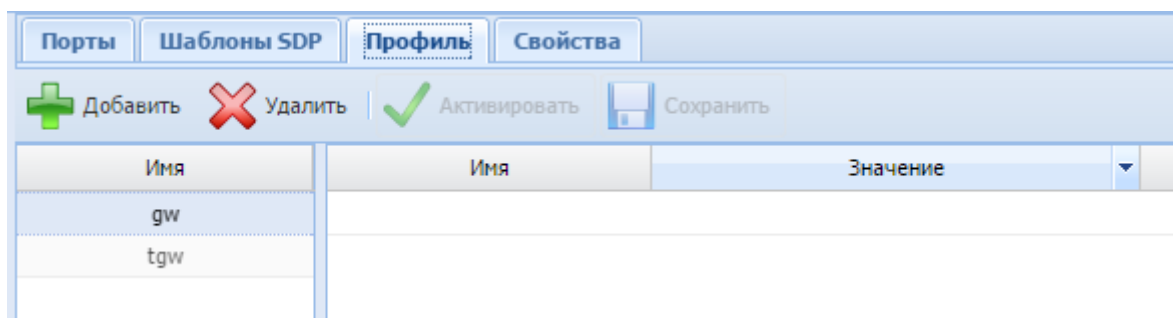 Порты Шаблоны SDP Профиль Свойства
Добавить Удалить Активировать Сохранить
Имя Имя Значение
gw
tgw